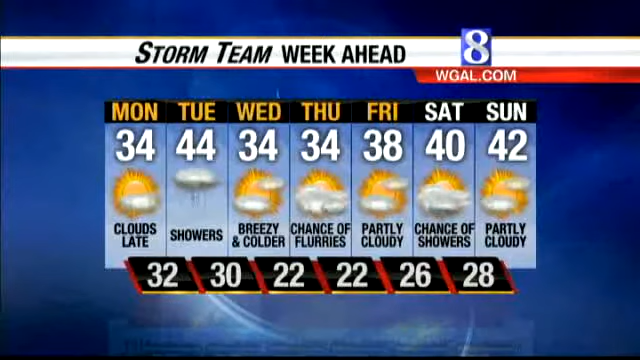 STORM TEAM WEEK AHEAD 8
WGAL.COM
MON TUE WED THU FRI SAT SUN
34 44 34 34 38 40 42
CLOUDS LATE
SHOWERS
BREEZY & COLDER
CHANCE OF FLURRIES
PARTLY CLOUDY
CHANCE OF SHOWERS
PARTLY CLOUDY
32 30 22 22 26 28